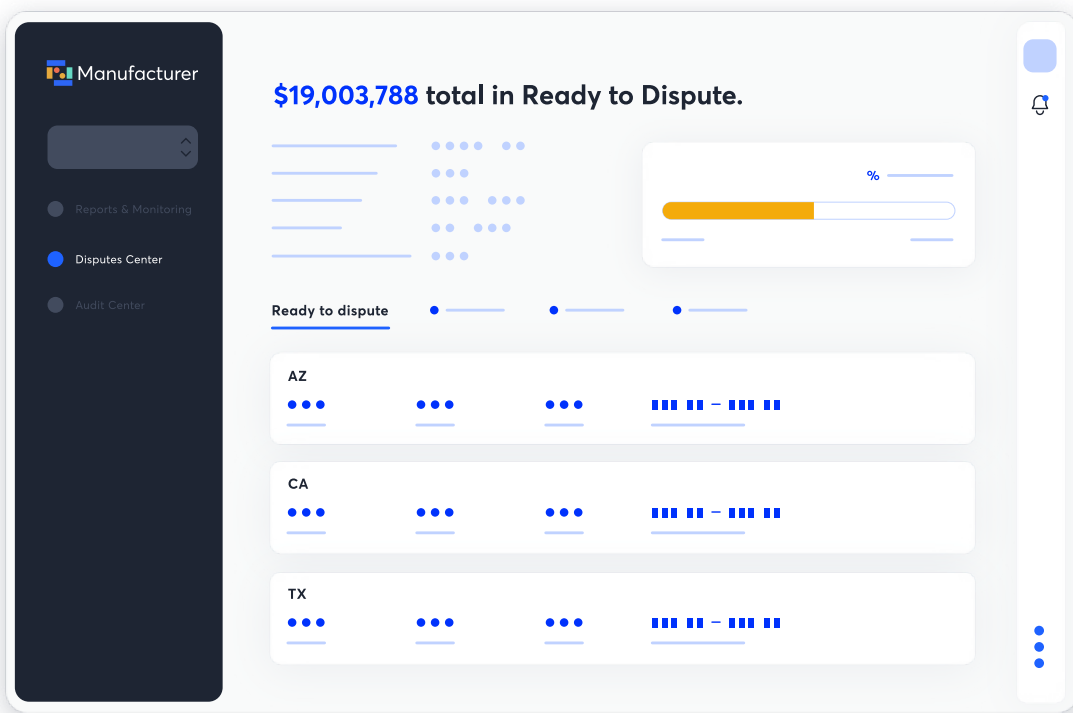 Manufacturer
Reports & Monitoring
Disputes Center
Audit Center
$19,003,788 total in Ready to Dispute.
%
Ready to dispute
AZ
CA
TX